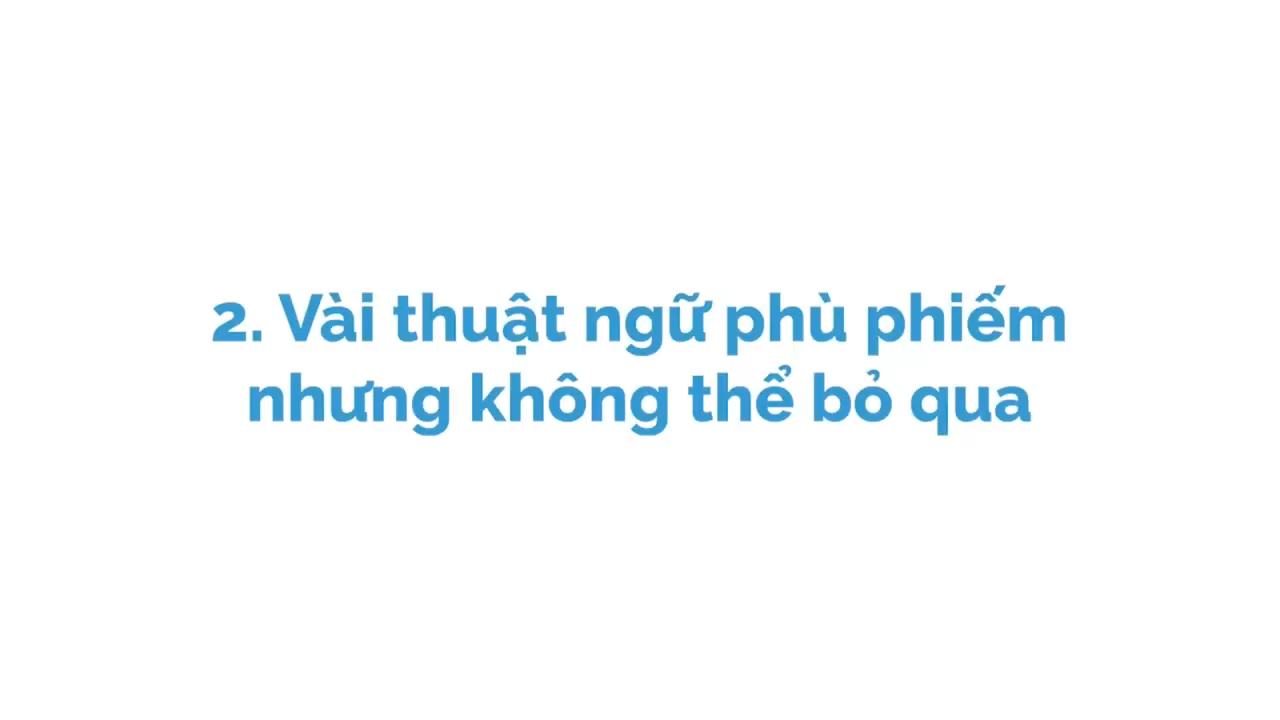 2. Vài thuật ngữ phù phiếm
nhưng không thể bỏ qua